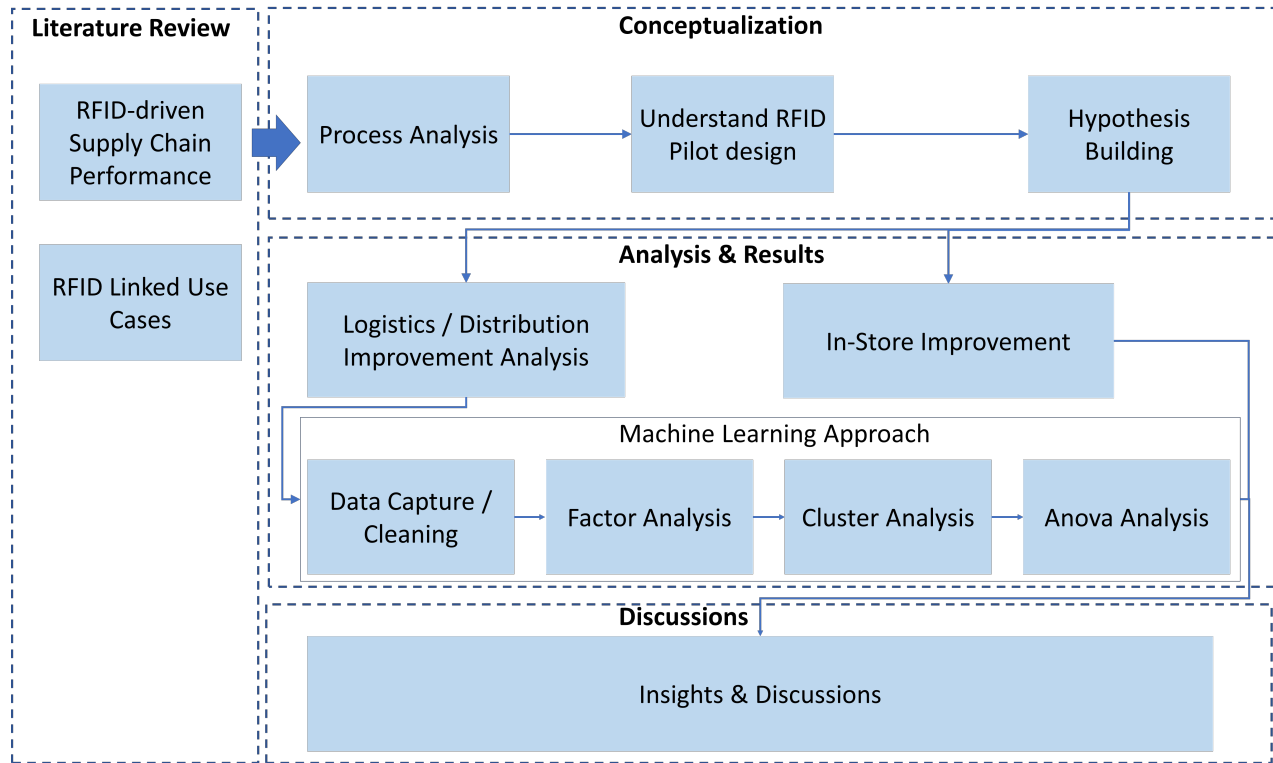 Literature Review
RFID-driven
Supply Chain
Performance
RFID Linked Use
Cases
Conceptualization
Process Analysis
Understand RFID
Pilot design
Hypothesis
Building
Analysis & Results
Logistics / Distribution
Improvement Analysis
In-Store Improvement
Machine Learning Approach
Data Capture /
Cleaning
Factor Analysis
Cluster Analysis
Anova Analysis
Discussions
Insights & Discussions